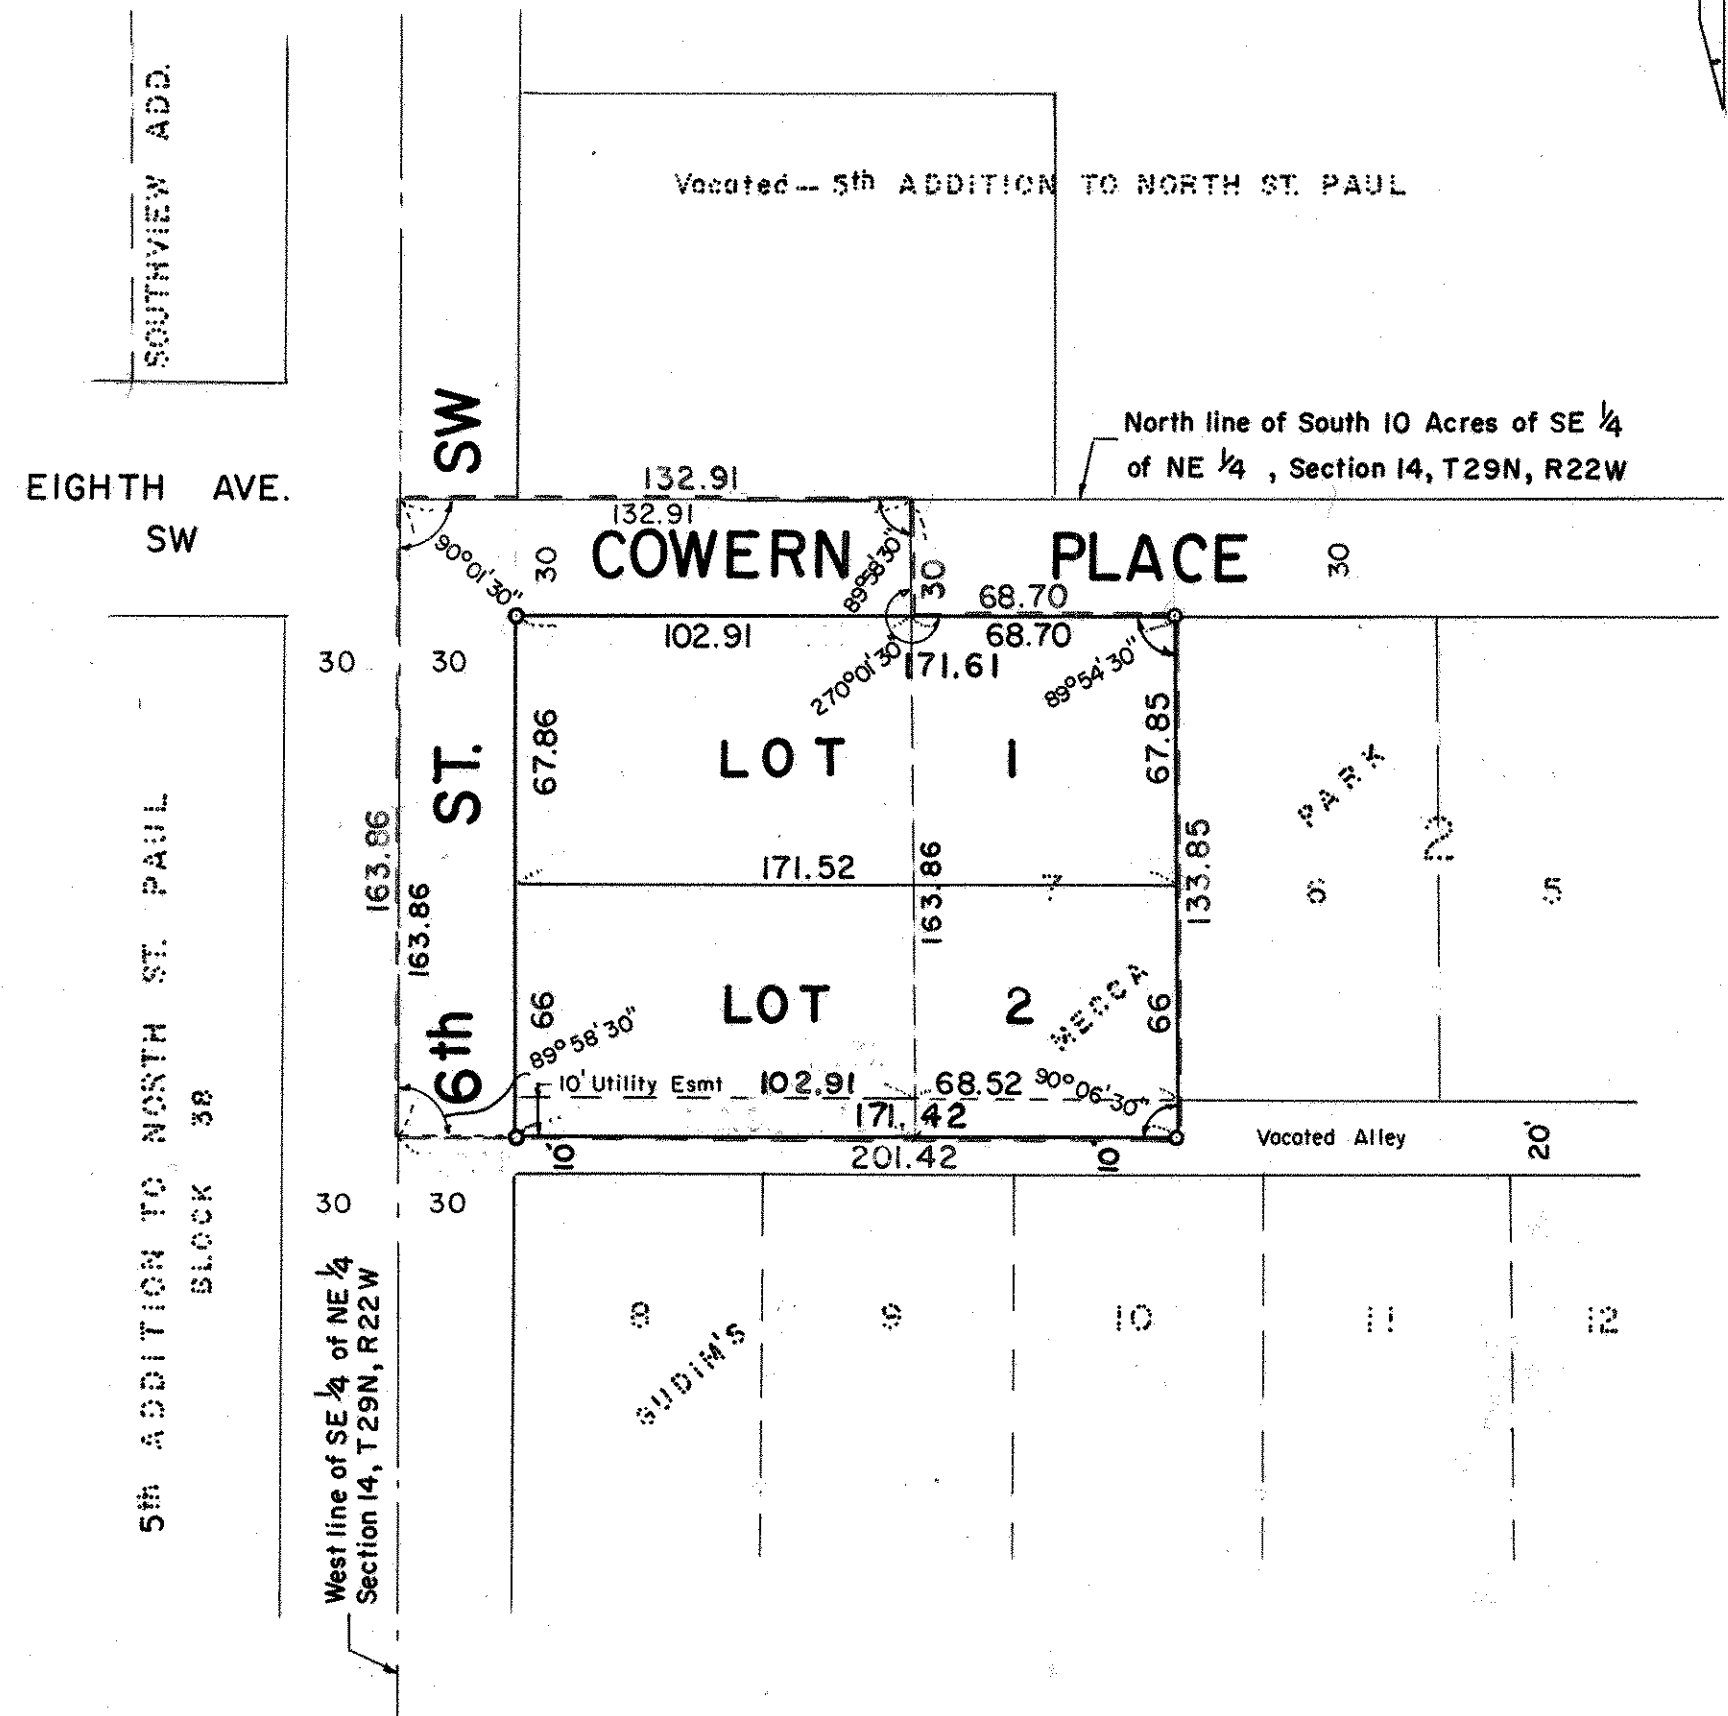 SOUTHVIEW ADD.
Vacated-- 5th ADDITION TO NORTH ST. PAUL
North line of South 10 Acres of SE 1/4
of NE 1/4 , Section 14, T29N, R22W
EIGHTH AVE.
SW
SW
132.91
132.91
COWERN PLACE
90°01'30"
30
89°58'30"
30
30
68.70
102.91
68.70
171.61
270°01'30"
89°54'30"
30
30
67.86
67.85
LOT 1
ST.
PARK
2
163.86
163.86
171.52
163.86
7
133.85
6
5
LOT 2
66
66
MECCA
6th
89°58'30"
10' Utility Esmt
102.91
68.52
90°06'30"
171.42
201.42
10'
10'
Vacated Alley
20'
30
30
5th ADDITION TO NORTH ST. PAUL
BLOCK 38
West line of SE 1/4 of NE 1/4
Section 14, T29N, R22W
8
9
10
11
12
GUDIM'S